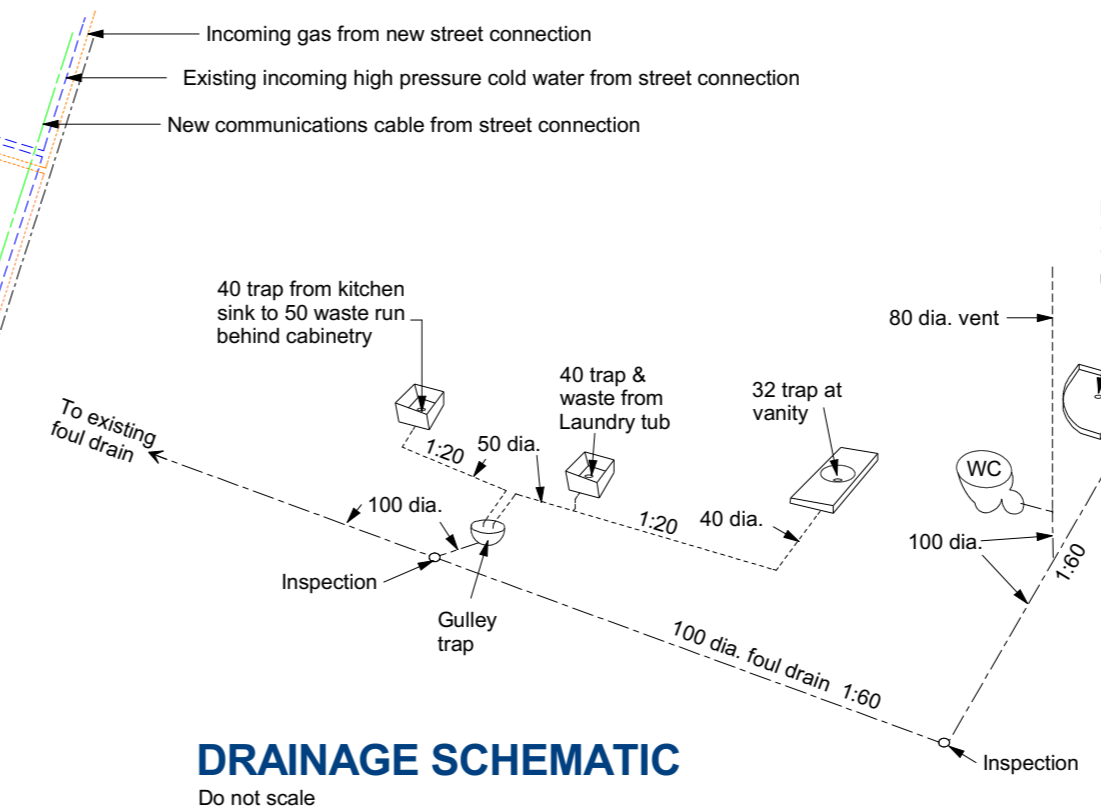 Incoming gas from new street connection
Existing incoming high pressure cold water from street connection
New communications cable from street connection
40 trap from kitchen
sink to 50 waste run
behind cabinetry
80 dia. vent
40 trap &
waste from
Laundry tub
32 trap at
vanity
To existing
foul drain
1:20
50 dia.
WC
100 dia.
1:20
40 dia.
100 dia.
1:60
Inspection
Gulley
trap
100 dia. foul drain 1:60
Inspection
DRAINAGE SCHEMATIC
Do not scale